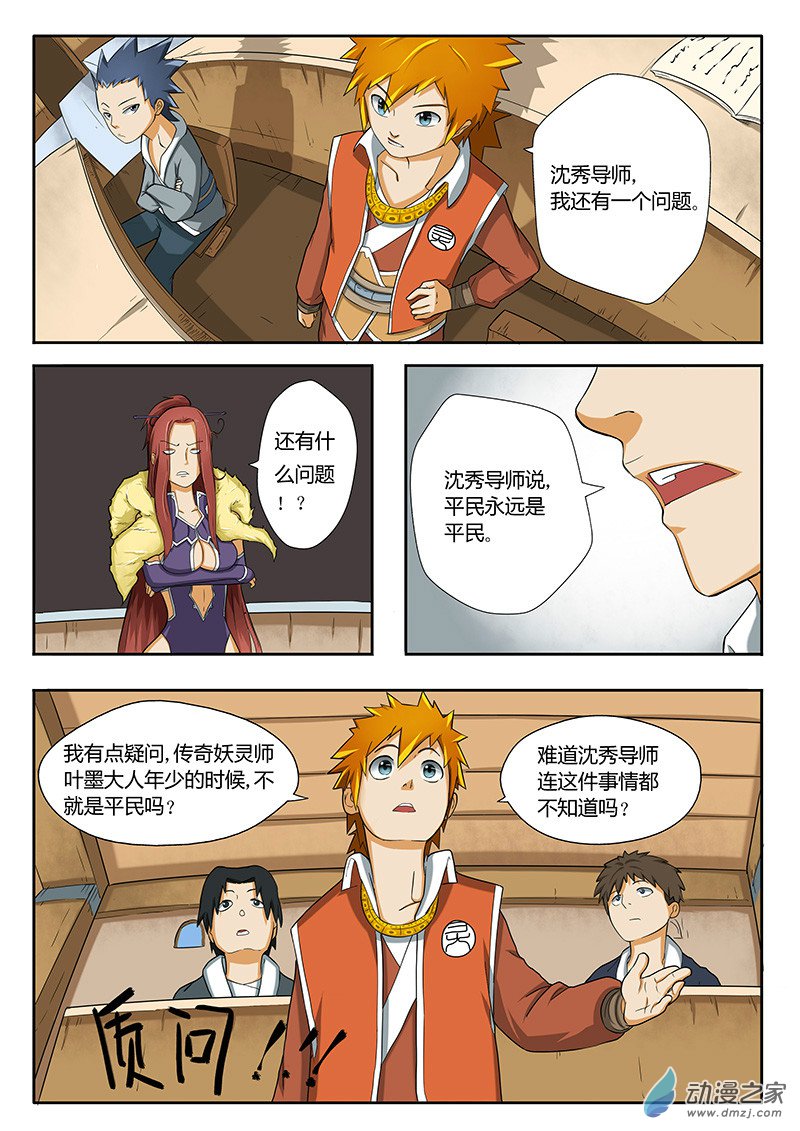 沈秀导师,
我还有一个问题。
还有什
么问题
！？
沈秀导师说,
平民永远是
平民。
我有点疑问,传奇妖灵师
叶墨大人年少的时候,不
就是平民吗？
难道沈秀导师
连这件事情都
不知道吗？
灵
质问!!!
动漫之家
www.dmzj.com